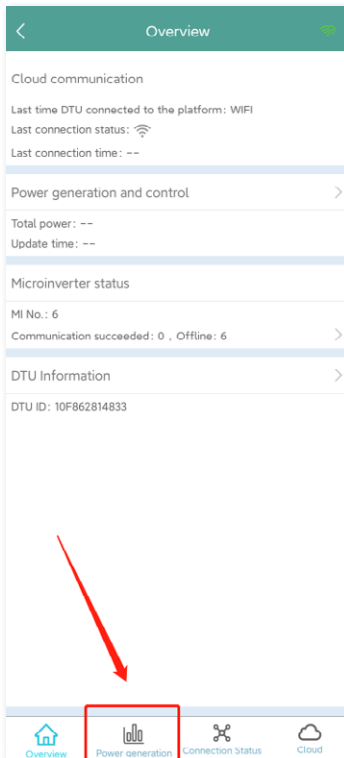 Overview
Cloud communication
Last time DTU connected to the platform: WIFI
Last connection status:
Last connection time: --
Power generation and control
Total power: --
Update time: --
Microinverter status
MI No.: 6
Communication succeeded: 0 , Offline: 6
DTU Information
DTU ID: 10F862814833
Overview
Power generation
Connection Status
Cloud